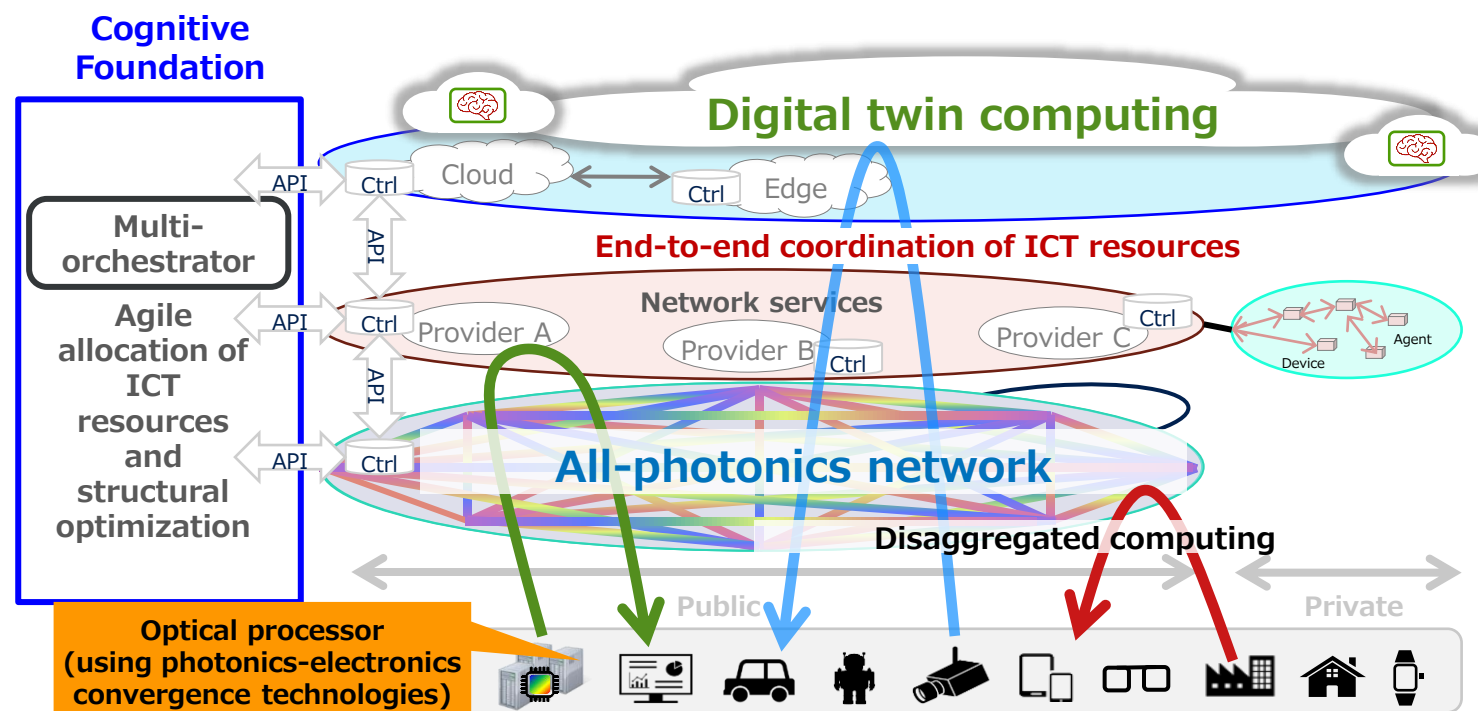 Cognitive
Foundation
Digital twin computing
API
Ctrl
Cloud
Ctrl
Edge
Multi-
orchestrator
API
End-to-end coordination of ICT resources
Network services
API
Ctrl
Provider A
Provider B
Ctrl
Provider C
Ctrl
Agent
Device
Agile
allocation of
ICT
resources
and
structural
optimization
API
API
Ctrl
All-photonics network
Disaggregated computing
Public
Private
Optical processor
(using photonics-electronics
convergence technologies)